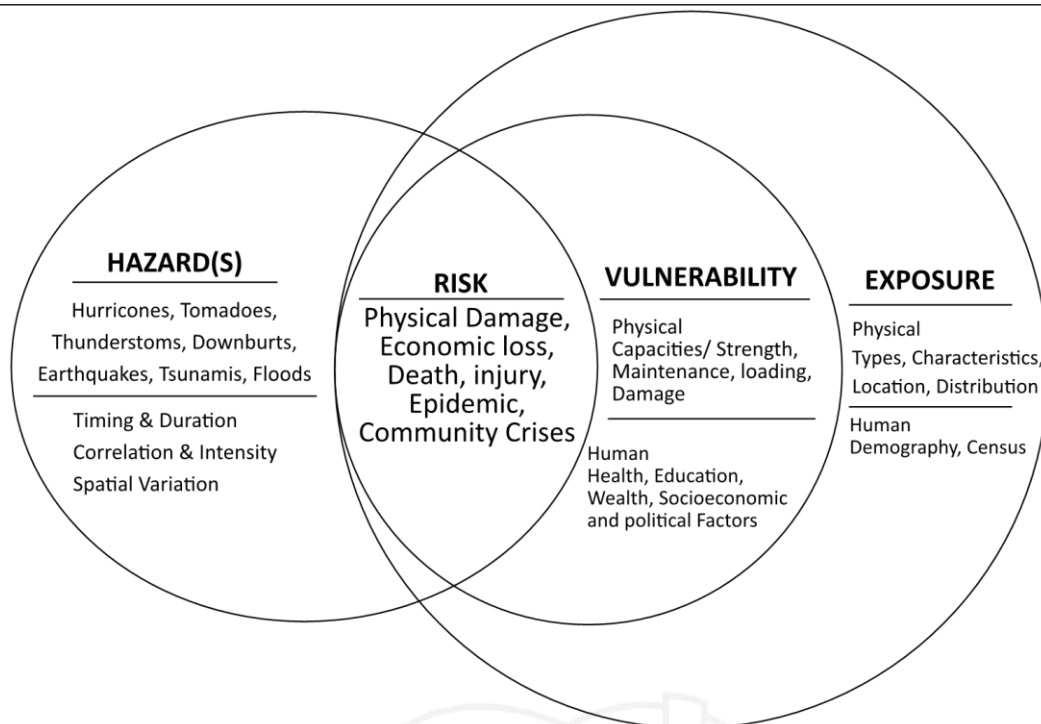 HAZARD(S)
Hurricones, Tomadoes,
Thunderstoms, Downburts,
Earthquakes, Tsunamis, Floods
Timing & Duration
Correlation & Intensity
Spatial Variation
RISK
Physical Damage,
Economic loss,
Death, injury,
Epidemic,
Community Crises
VULNERABILITY
Physical
Capacities/ Strength,
Maintenance, loading,
Damage
Human
Health, Education,
Wealth, Socioeconomic
and political Factors
EXPOSURE
Physical
Types, Characteristics,
Location, Distribution
Human
Demography, Census